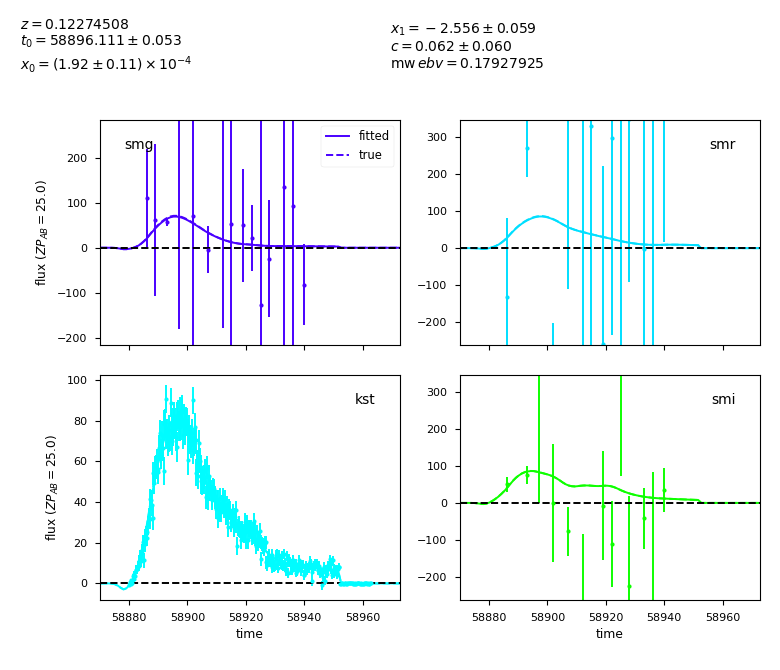 z = 0.12274508
t₀ = 58896.111 ± 0.053
x₀ = (1.92 ± 0.11) × 10⁻⁴
x₁ = −2.556 ± 0.059
c = 0.062 ± 0.060
mw ebv = 0.17927925
smg
fitted
true
200
100
0
−100
−200
flux (ZP_AB = 25.0)
smr
300
200
100
0
−100
−200
kst
100
80
60
40
20
0
flux (ZP_AB = 25.0)
58880 58900 58920 58940 58960
time
smi
300
200
100
0
−100
−200
58880 58900 58920 58940 58960
time